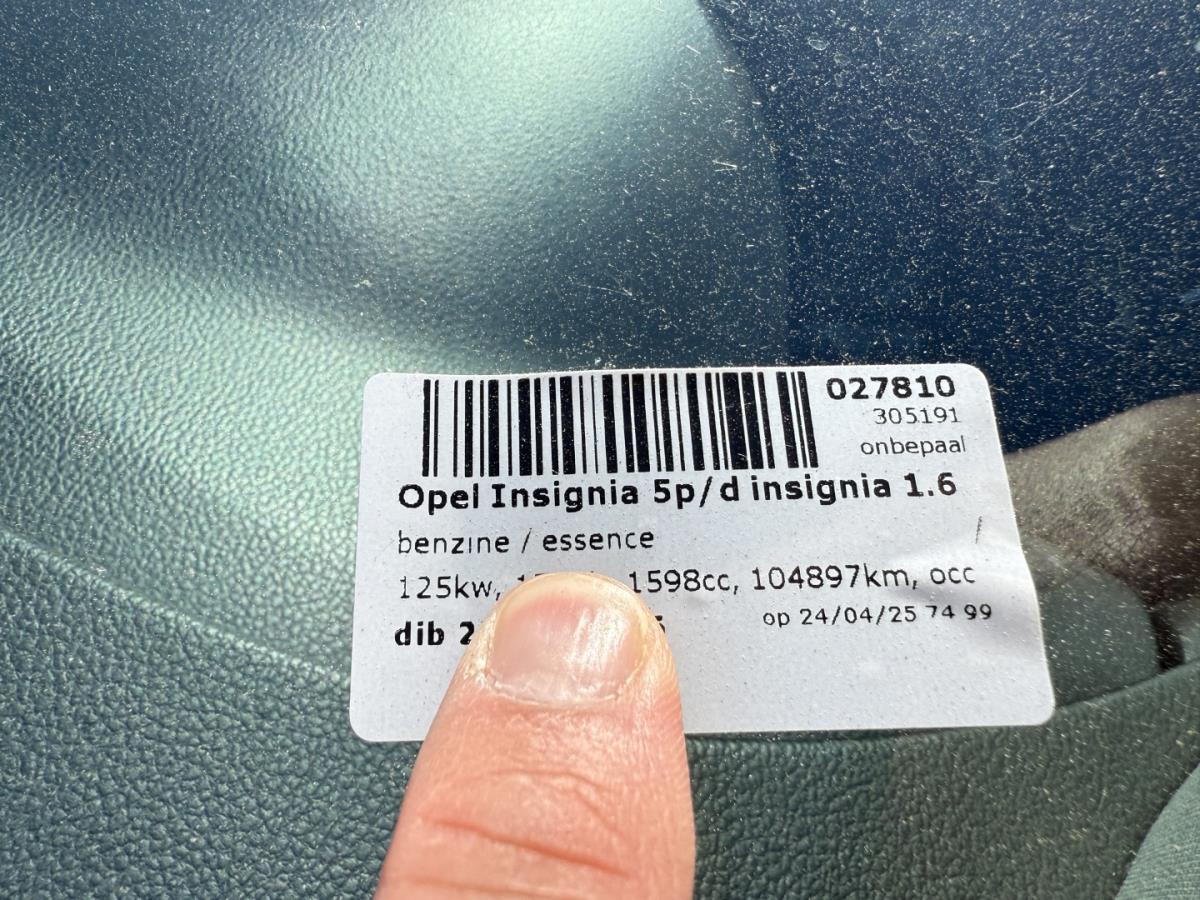 027810
305191
onbepaal
Opel Insignia 5p/d insignia 1.6
benzine / essence /
125kw, 1598cc, 104897km, occ
dib op 24/04/25 74 99